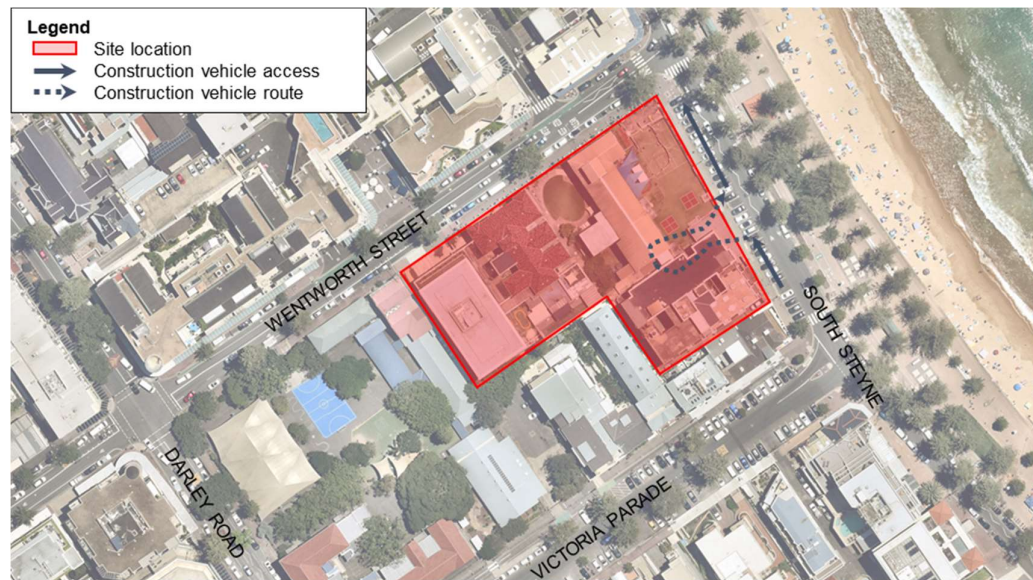 Legend
Site location
Construction vehicle access
Construction vehicle route
WENTWORTH STREET
SOUTH STEYNE
DARLEY ROAD
VICTORIA PARADE